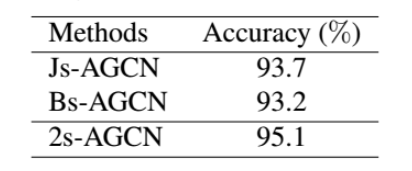 Methods Accuracy (%)
Js-AGCN 93.7
Bs-AGCN 93.2
2s-AGCN 95.1